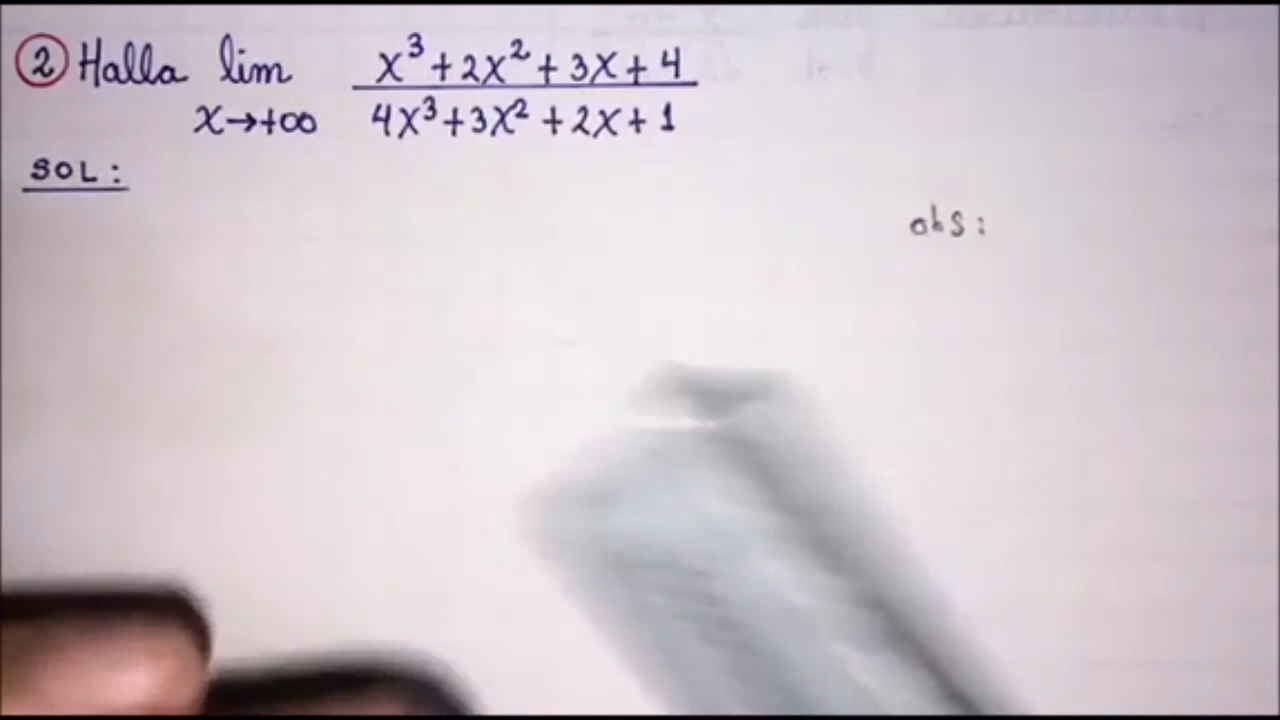 ② Halla lim x³+2x²+3x+4
x→+∞ 4x³+3x²+2x+1
SOL:
obs: